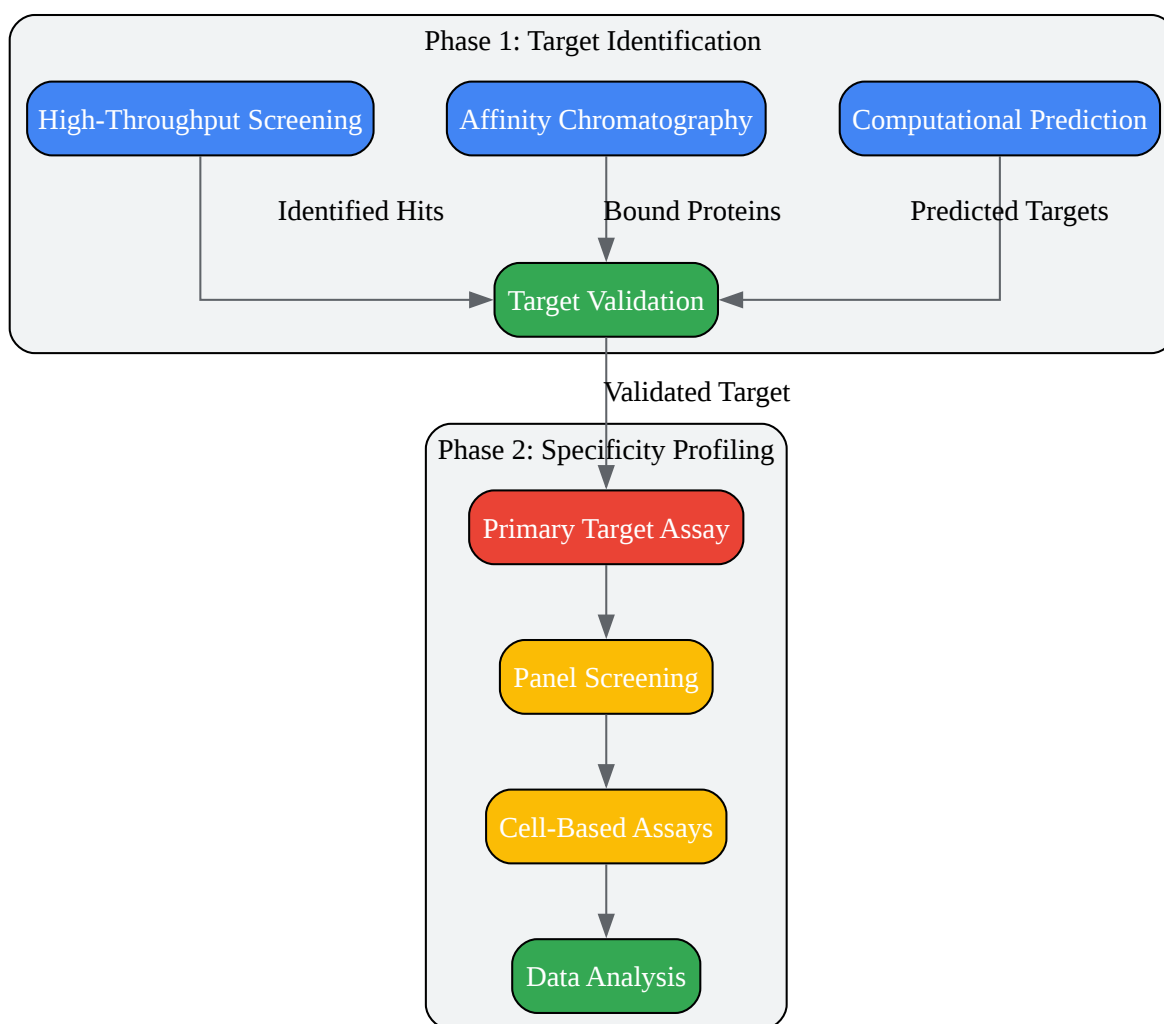 Phase 1: Target Identification
High-Throughput Screening
Affinity Chromatography
Computational Prediction
Identified Hits
Bound Proteins
Predicted Targets
Target Validation
Validated Target
Phase 2: Specificity Profiling
Primary Target Assay
Panel Screening
Cell-Based Assays
Data Analysis